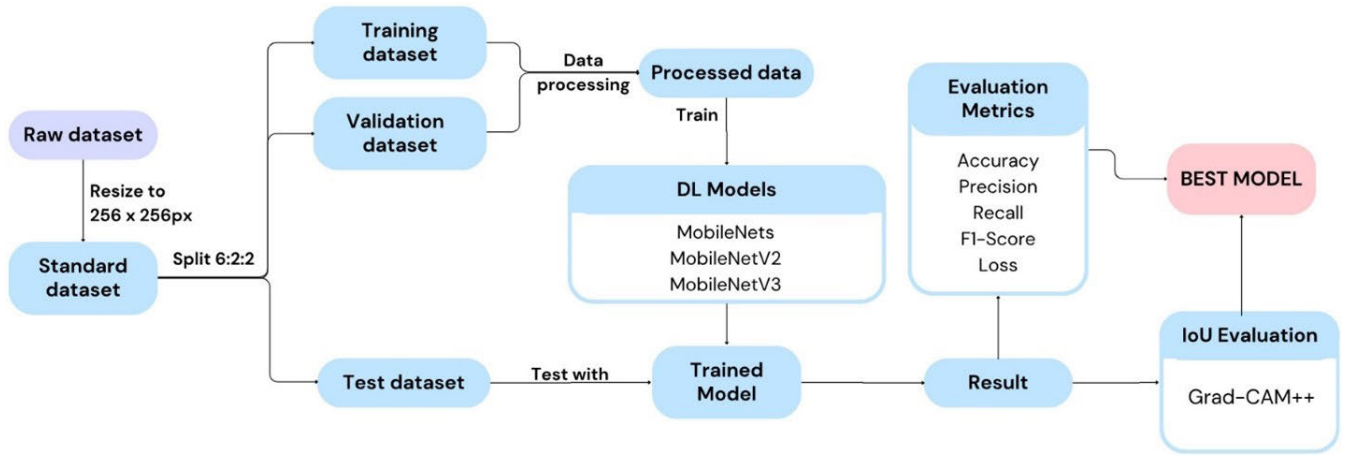 Raw dataset
Resize to
256 x 256px
Standard
dataset
Split 6:2:2
Training
dataset
Validation
dataset
Data
processing
Processed data
Train
DL Models
MobileNets
MobileNetV2
MobileNetV3
Test dataset
Test with
Trained
Model
Result
Evaluation
Metrics
Accuracy
Precision
Recall
F1-Score
Loss
IoU Evaluation
Grad-CAM++
BEST MODEL